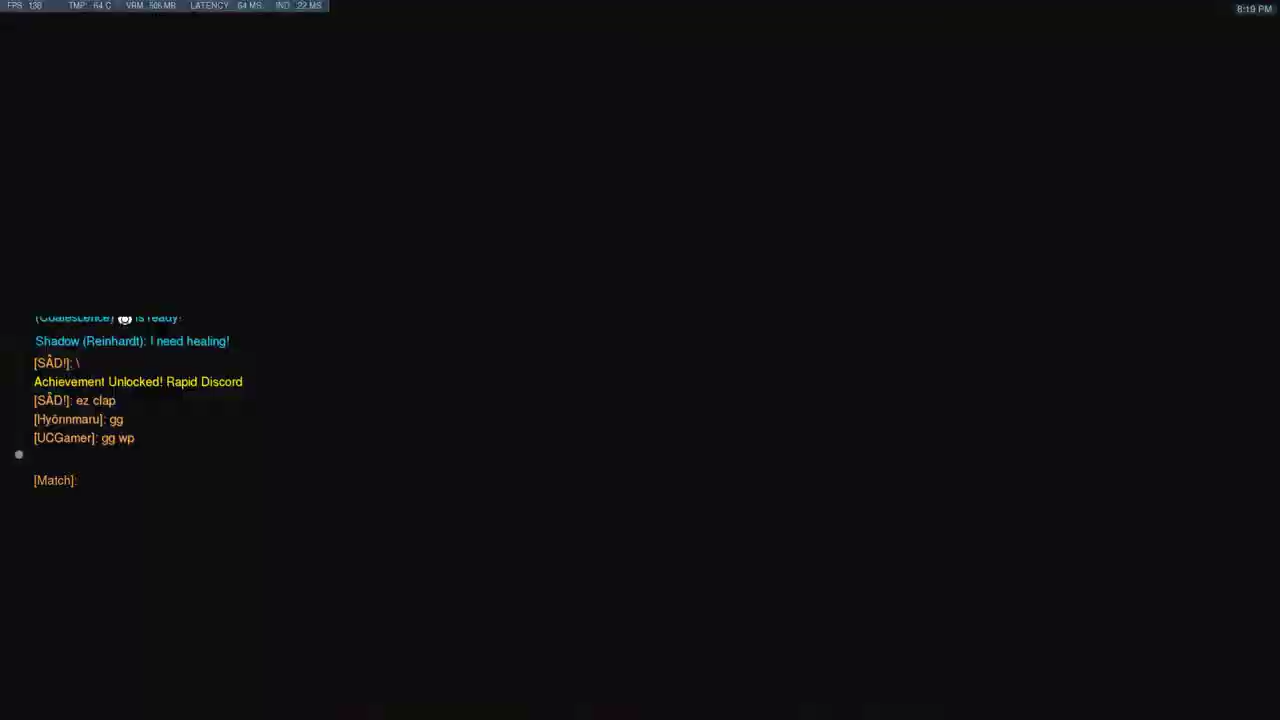 FPS 138 TMP: 64 C VRM 506 MB LATENCY 64 MS IND 22 MS
8:19 PM
(Coalescence) is ready!
Shadow (Reinhardt): I need healing!
[SÂD!]: \
Achievement Unlocked! Rapid Discord
[SÂD!]: ez clap
[Hyōrinmaru]: gg
[UCGamer]: gg wp
[Match]: